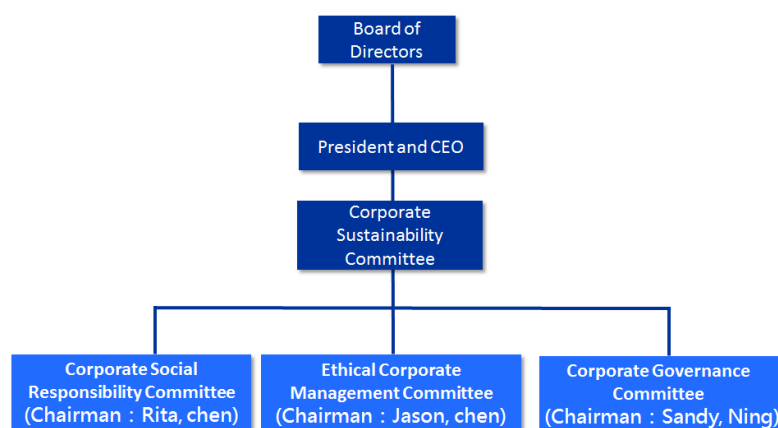 Board of
Directors
President and CEO
Corporate
Sustainability
Committee
Corporate Social
Responsibility Committee
(Chairman：Rita, chen)
Ethical Corporate
Management Committee
(Chairman：Jason, chen)
Corporate Governance
Committee
(Chairman：Sandy, Ning)